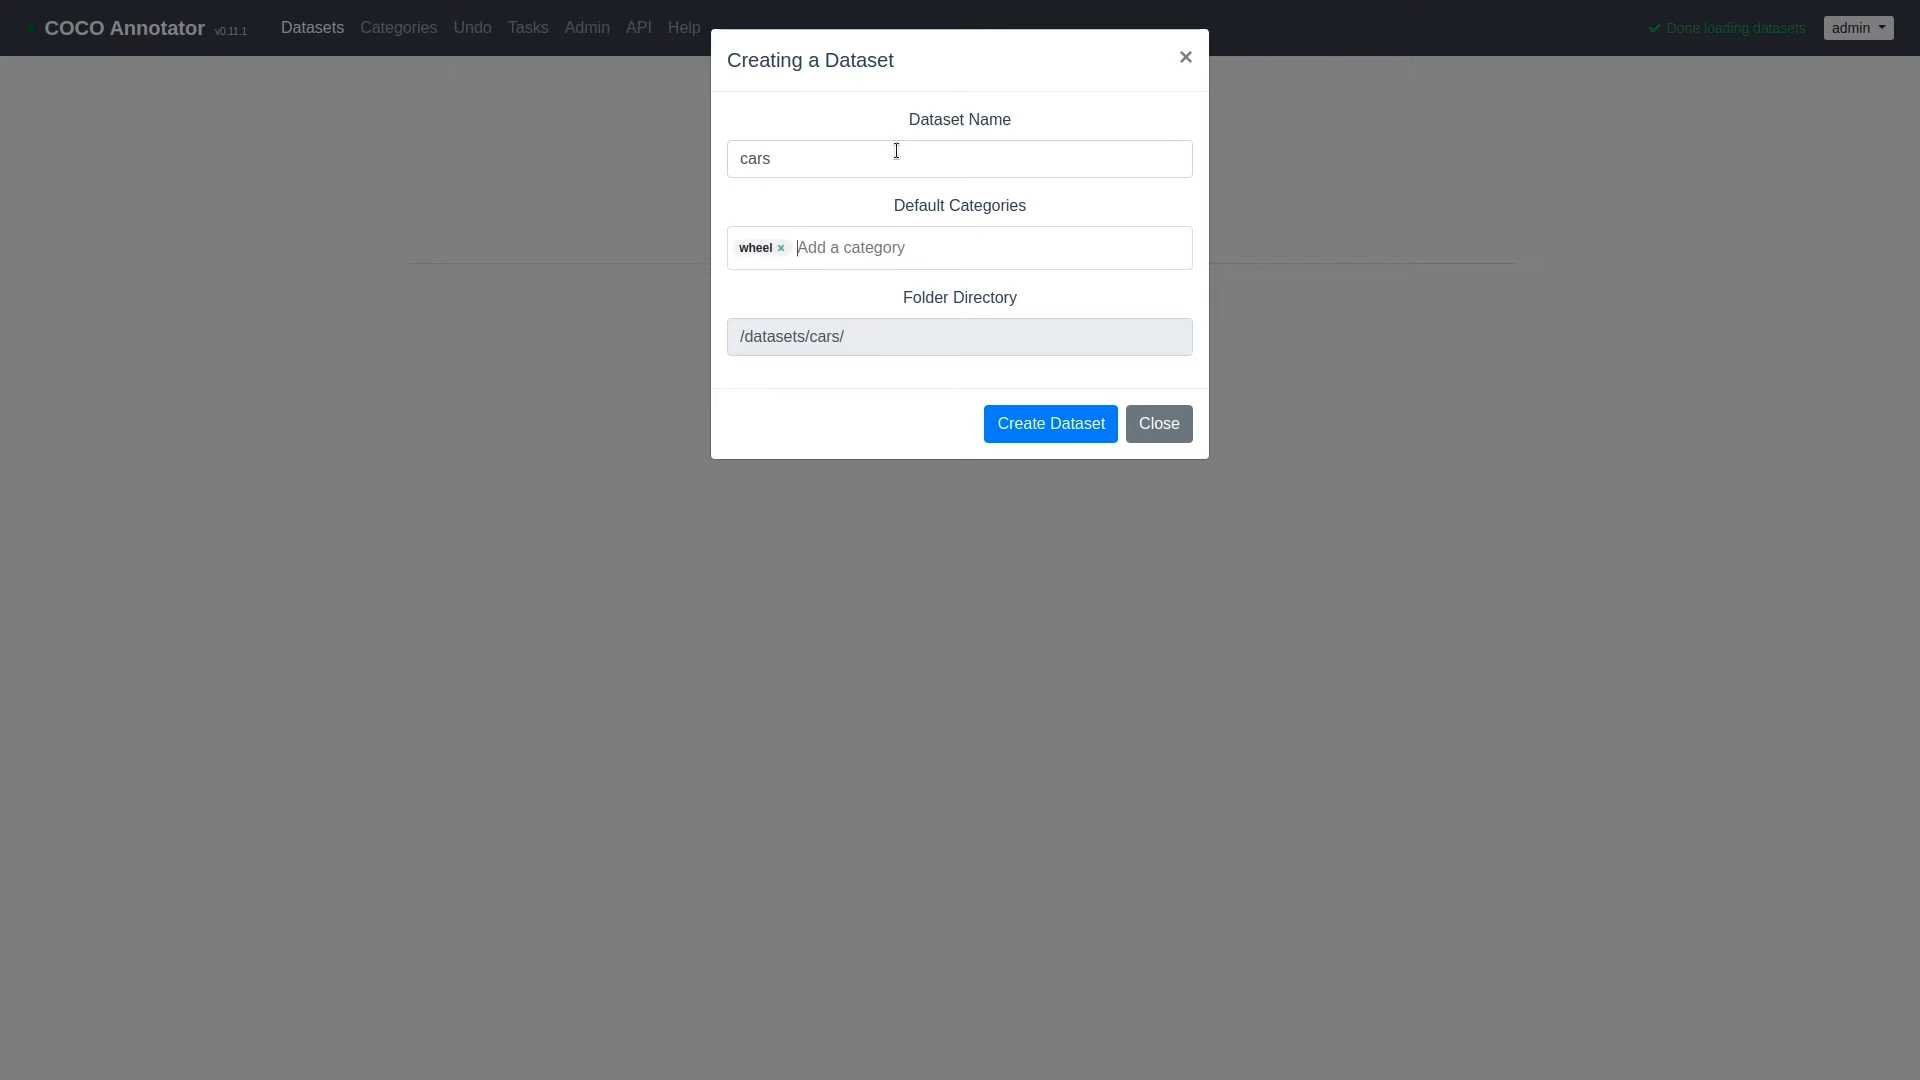 COCO Annotator v0.11.1 Datasets Categories Undo Tasks Admin API Help Done loading datasets admin
Creating a Dataset ×
Dataset Name
cars
Default Categories
wheel × Add a category
Folder Directory
/datasets/cars/
Create Dataset Close